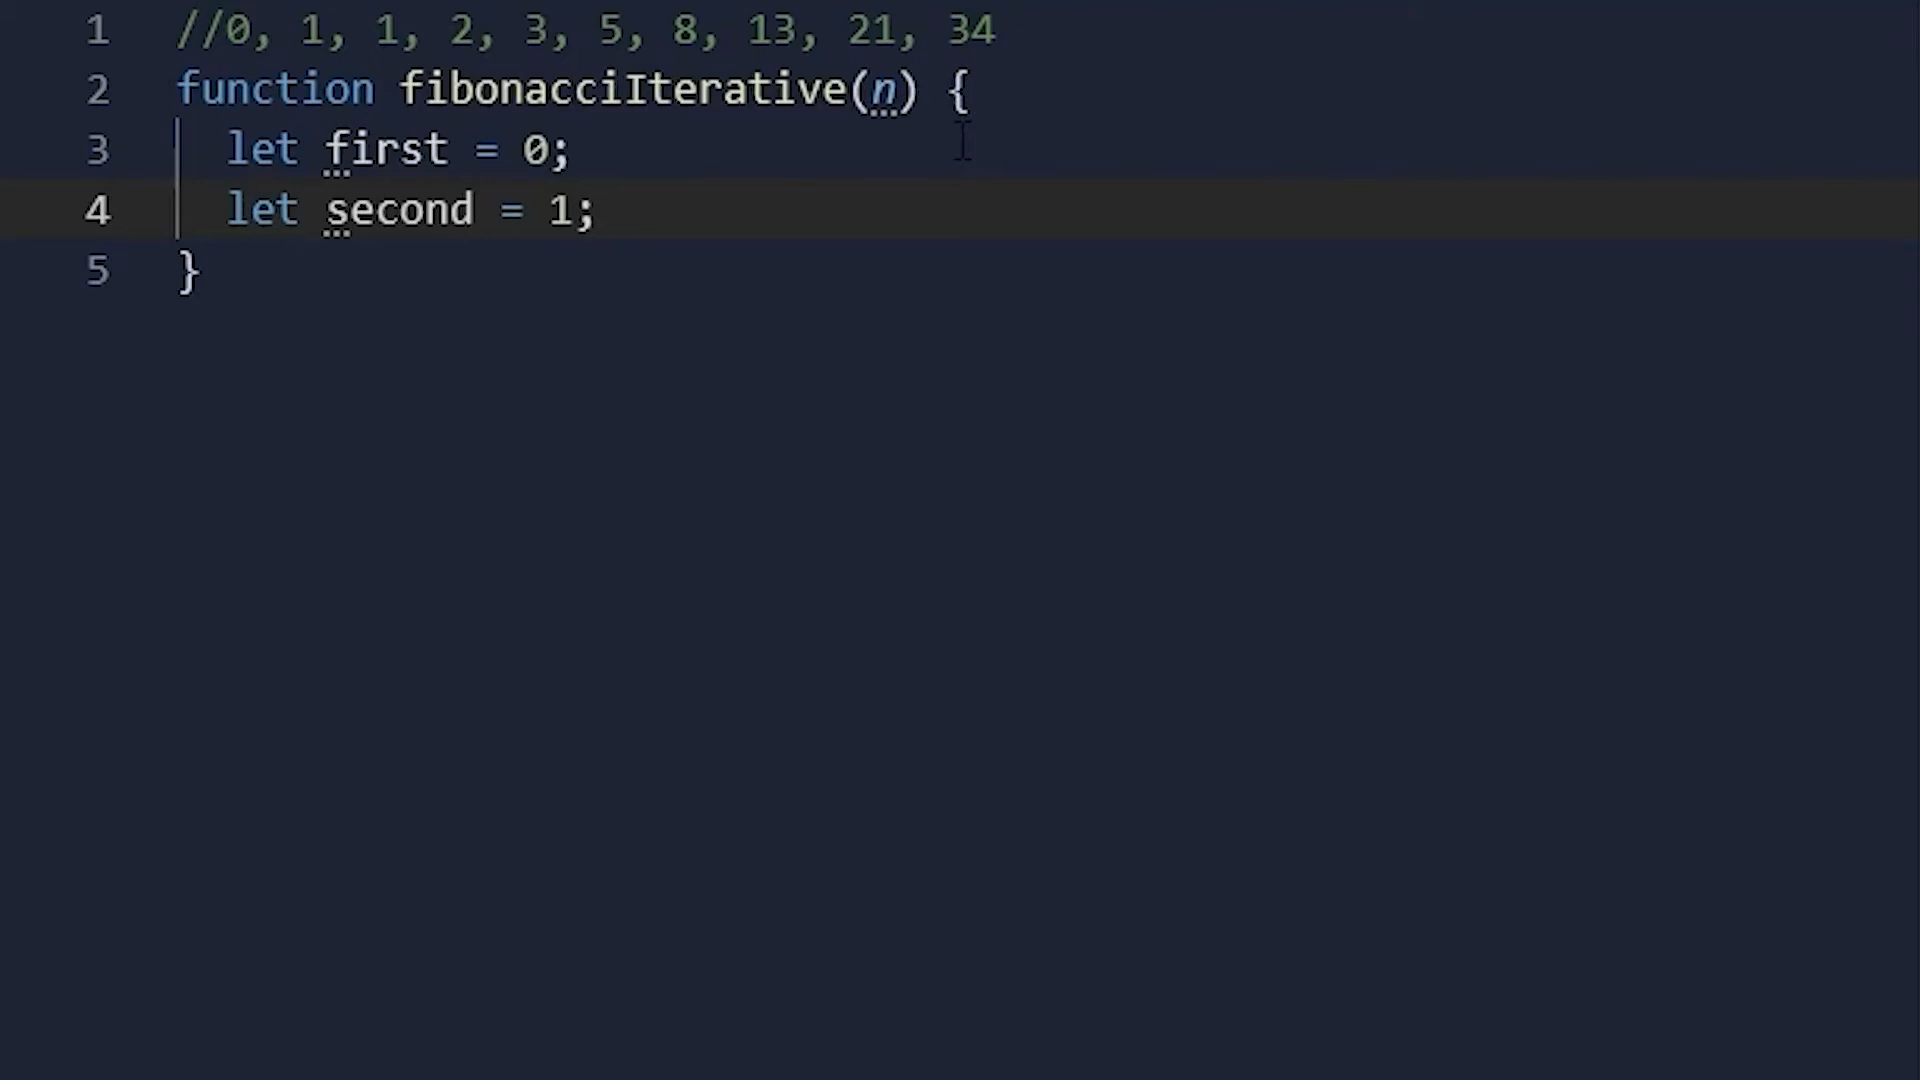 1 //0, 1, 1, 2, 3, 5, 8, 13, 21, 34
2 function fibonacciIterative(n) {
3 let first = 0;
4 let second = 1;
5 }